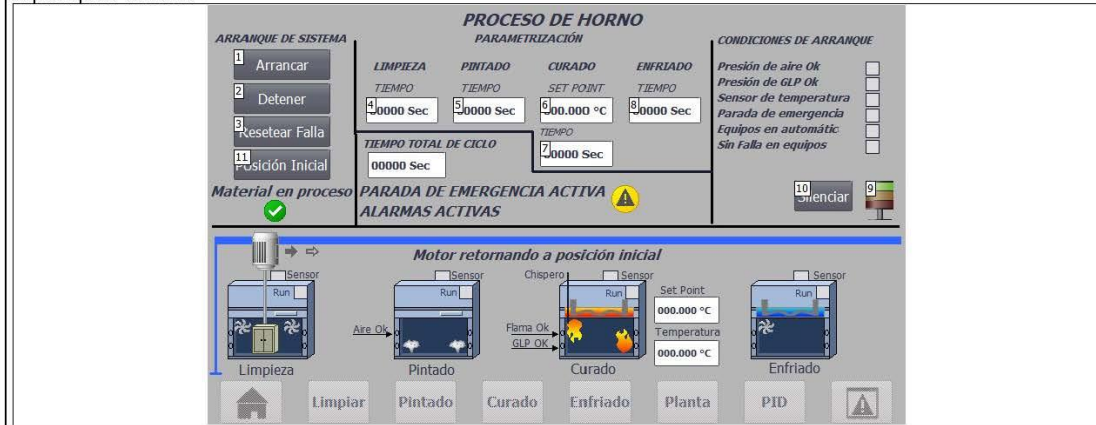 PROCESO DE HORNO
ARRANQUE DE SISTEMA
PARAMETRIZACIÓN
CONDICIONES DE ARRANQUE
1 Arrancar
2 Detener
3 Resetear Falla
11 Posición Inicial
LIMPIEZA PINTADO CURADO ENFRIADO
TIEMPO TIEMPO SET POINT TIEMPO
4 00000 Sec 5 00000 Sec 6 000.000 °C 8 00000 Sec
TIEMPO
7 00000 Sec
TIEMPO TOTAL DE CICLO
00000 Sec
Presión de aire Ok
Presión de GLP Ok
Sensor de temperatura
Parada de emergencia
Equipos en automátic
Sin Falla en equipos
10 Silenciar 9
Material en proceso
PARADA DE EMERGENCIA ACTIVA
ALARMAS ACTIVAS
Motor retornando a posición inicial
Sensor
Run
Limpieza
Sensor
Run
Aire Ok
Pintado
Chispero
Sensor
Run
Flama Ok
GLP OK
Curado
Set Point
000.000 °C
Temperatura
000.000 °C
Sensor
Run
Enfriado
Limpiar Pintado Curado Enfriado Planta PID